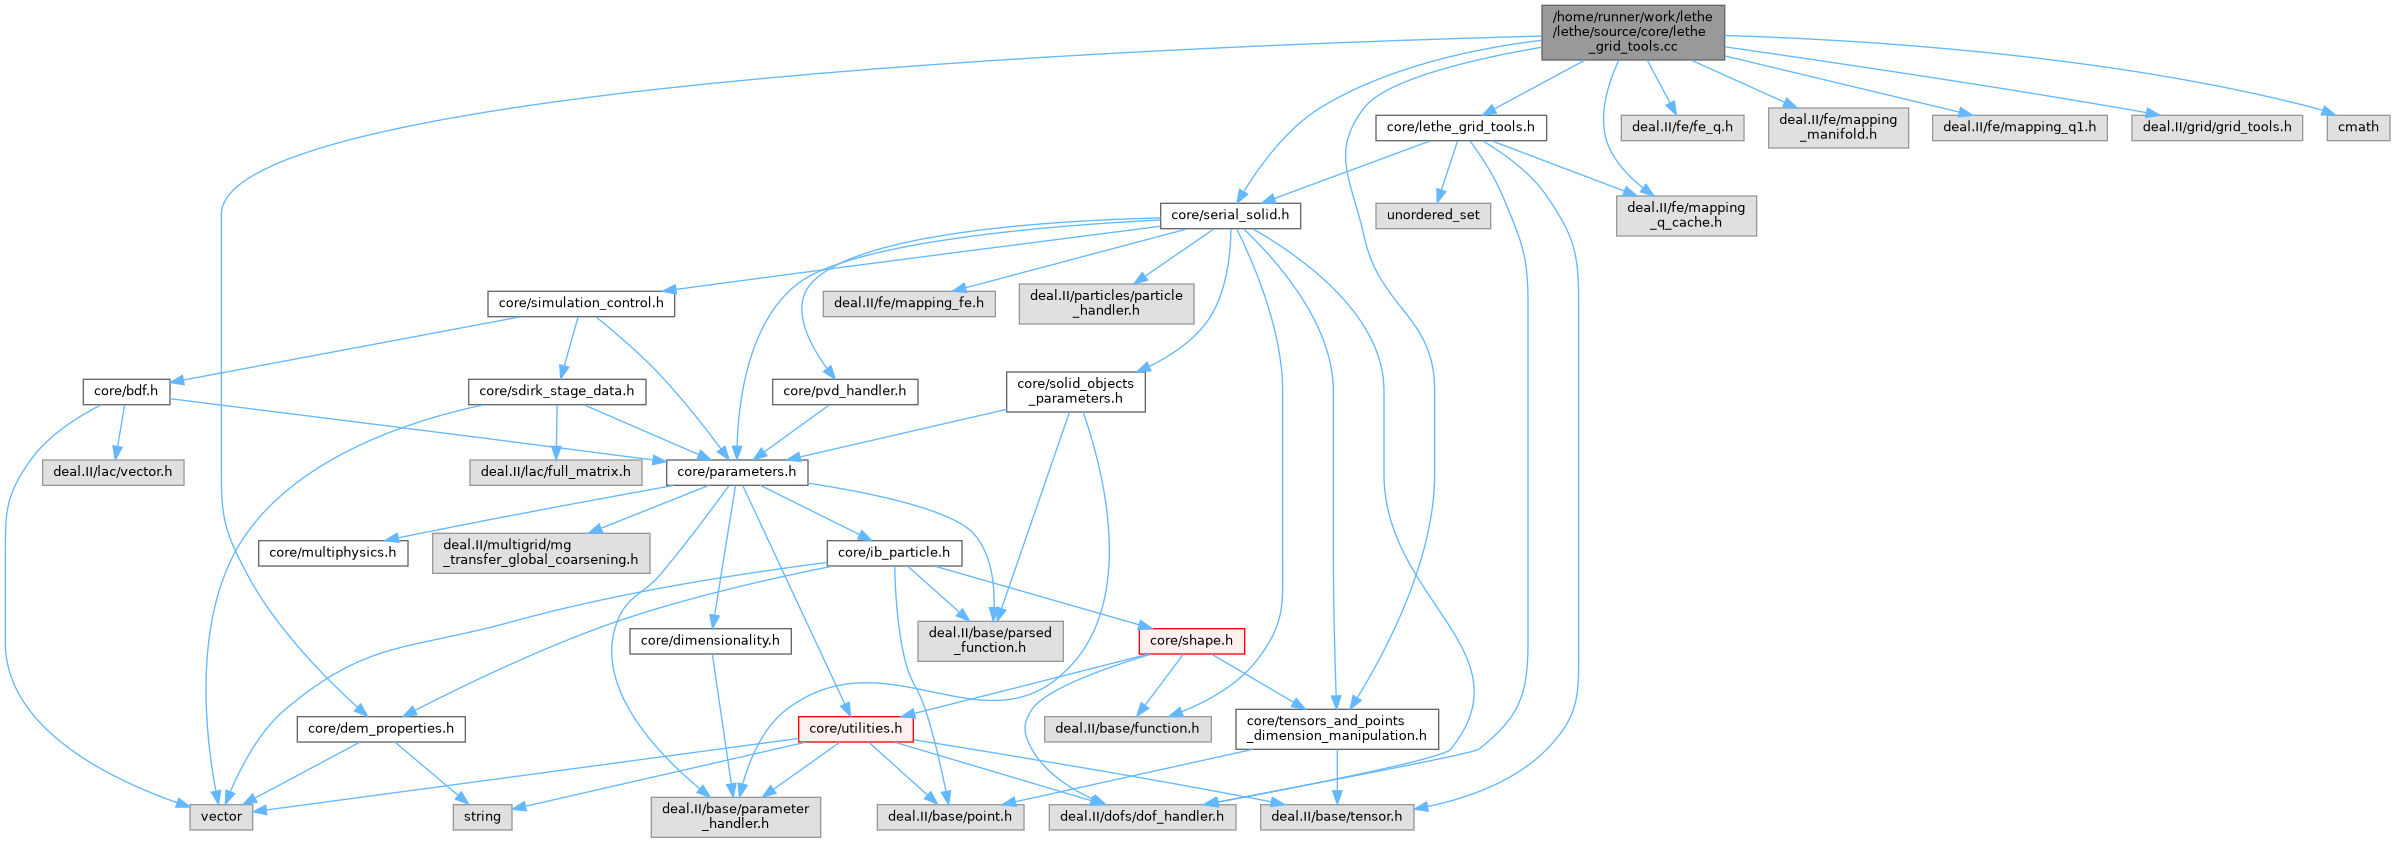 /home/runner/work/lethe
/lethe/source/core/lethe
_grid_tools.cc
core/lethe_grid_tools.h
deal.II/fe/fe_q.h
deal.II/fe/mapping
_manifold.h
deal.II/fe/mapping_q1.h
deal.II/grid/grid_tools.h
cmath
core/serial_solid.h
unordered_set
deal.II/fe/mapping
_q_cache.h
core/simulation_control.h
deal.II/fe/mapping_fe.h
deal.II/particles/particle
_handler.h
core/bdf.h
core/sdirk_stage_data.h
core/pvd_handler.h
core/solid_objects
_parameters.h
deal.II/lac/vector.h
deal.II/lac/full_matrix.h
core/parameters.h
core/multiphysics.h
deal.II/multigrid/mg
_transfer_global_coarsening.h
core/ib_particle.h
core/dimensionality.h
deal.II/base/parsed
_function.h
core/shape.h
core/dem_properties.h
core/utilities.h
deal.II/base/function.h
core/tensors_and_points
_dimension_manipulation.h
vector
string
deal.II/base/parameter
_handler.h
deal.II/base/point.h
deal.II/dofs/dof_handler.h
deal.II/base/tensor.h